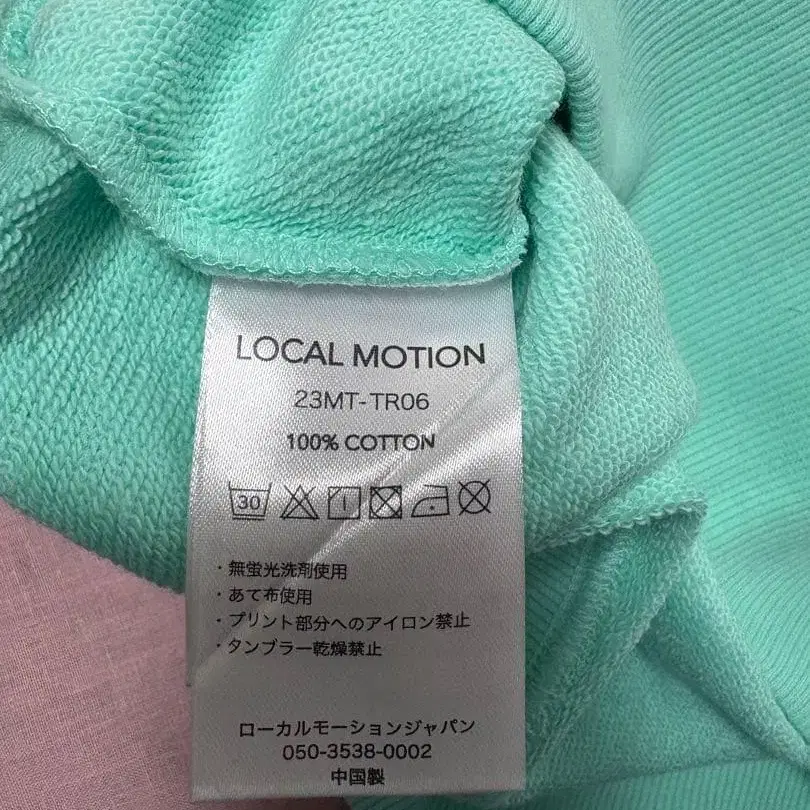 LOCAL MOTION
23MT-TR06
100% COTTON
30
・無蛍光洗剤使用
・あて布使用
・プリント部分へのアイロン禁止
・タンブラー乾燥禁止
ローカルモーションジャパン
050-3538-0002
中国製